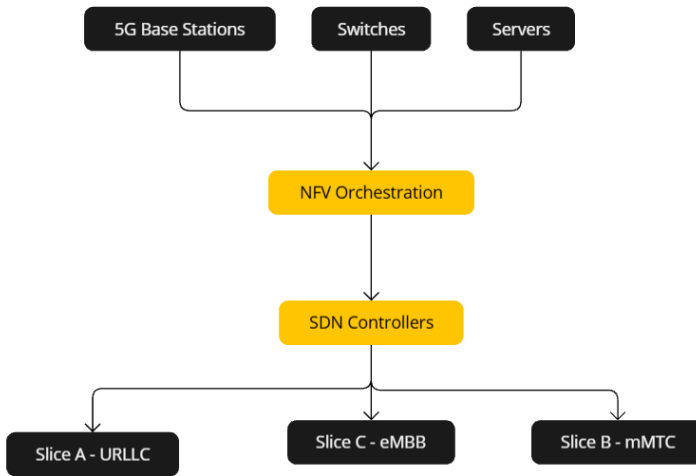 5G Base Stations
Switches
Servers
NFV Orchestration
SDN Controllers
Slice A - URLLC
Slice C - eMBB
Slice B - mMTC